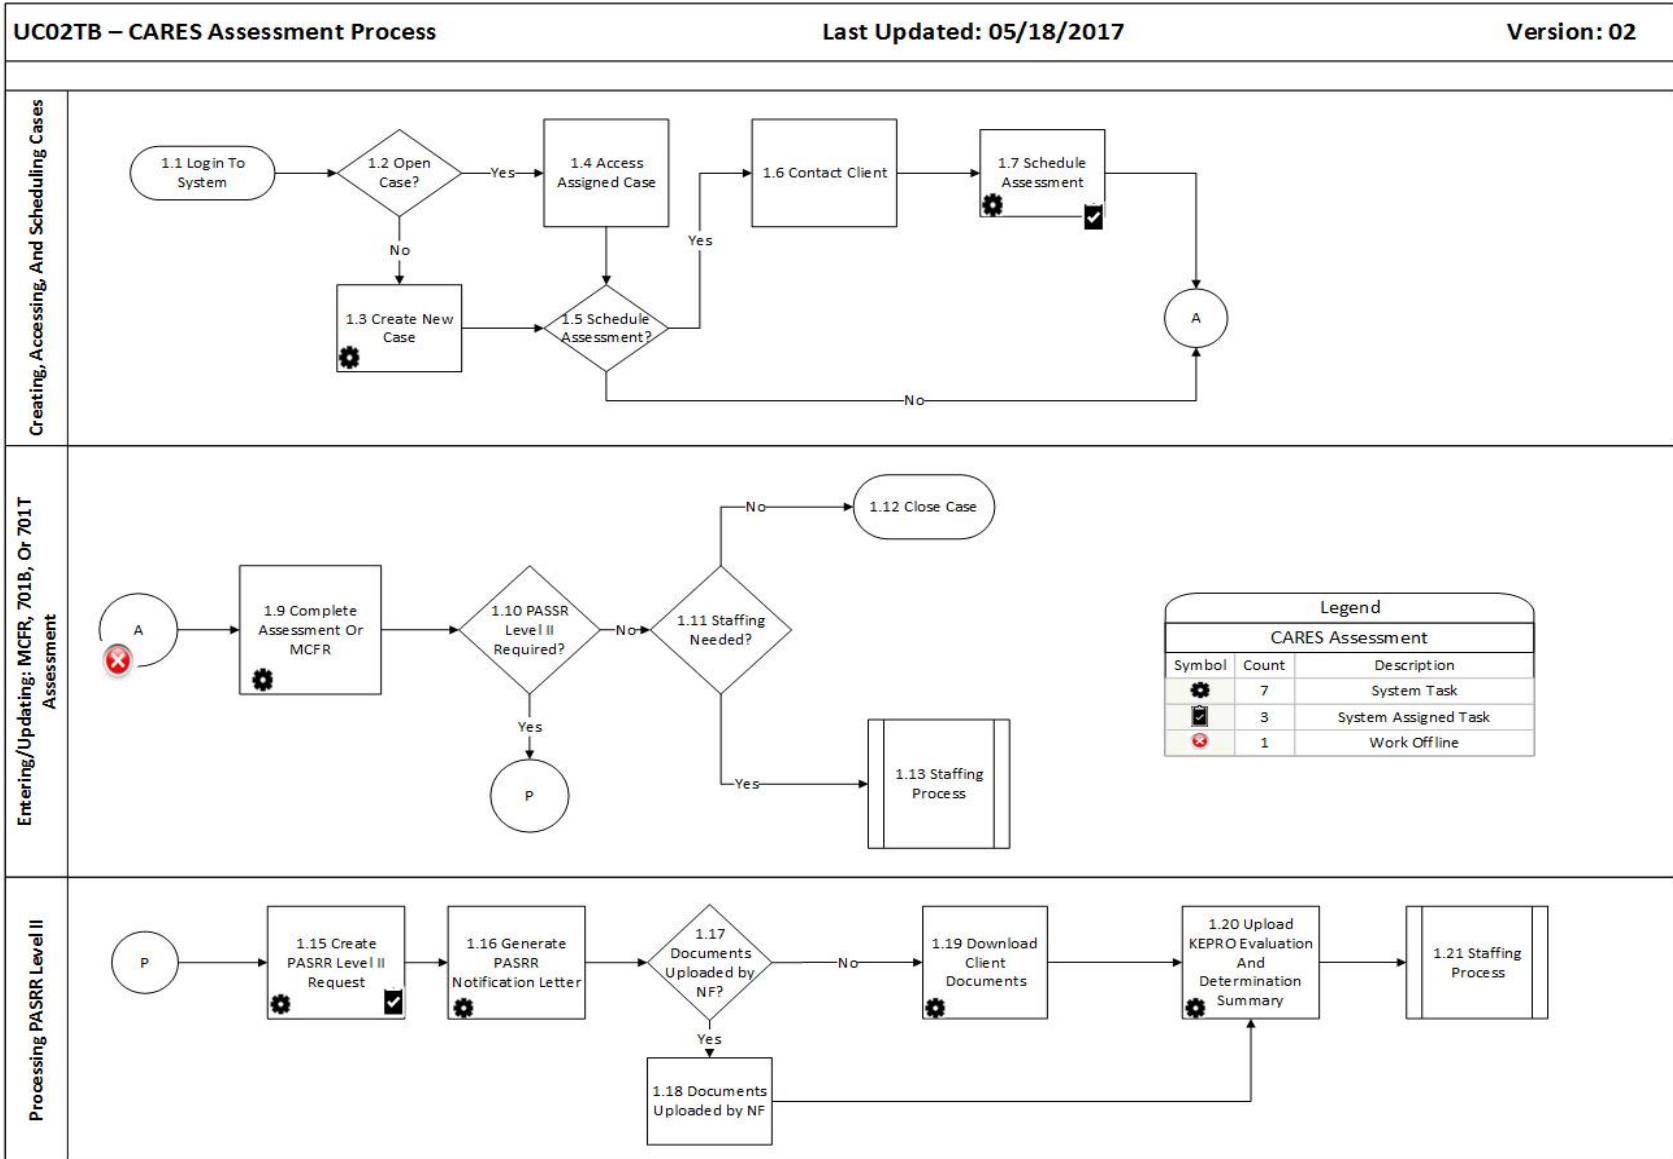 UC02TB – CARES Assessment Process
Last Updated: 05/18/2017
Version: 02
Creating, Accessing, And Scheduling Cases
1.1 Login To
System
1.2 Open
Case?
Yes
No
1.3 Create New
Case
1.4 Access
Assigned Case
1.5 Schedule
Assessment?
Yes
No
1.6 Contact Client
1.7 Schedule
Assessment
A
Entering/Updating: MCFR, 701B, Or 701T
Assessment
A
1.9 Complete
Assessment Or
MCFR
1.10 PASSR
Level II
Required?
No
Yes
P
1.11 Staffing
Needed?
No
1.12 Close Case
Yes
1.13 Staffing
Process
Legend
CARES Assessment
Symbol Count Description
7 System Task
3 System Assigned Task
1 Work Offline
Processing PASRR Level II
P
1.15 Create
PASRR Level II
Request
1.16 Generate
PASRR
Notification Letter
1.17
Documents
Uploaded by
NF?
No
Yes
1.18 Documents
Uploaded by NF
1.19 Download
Client
Documents
1.20 Upload
KEPRO Evaluation
And
Determination
Summary
1.21 Staffing
Process